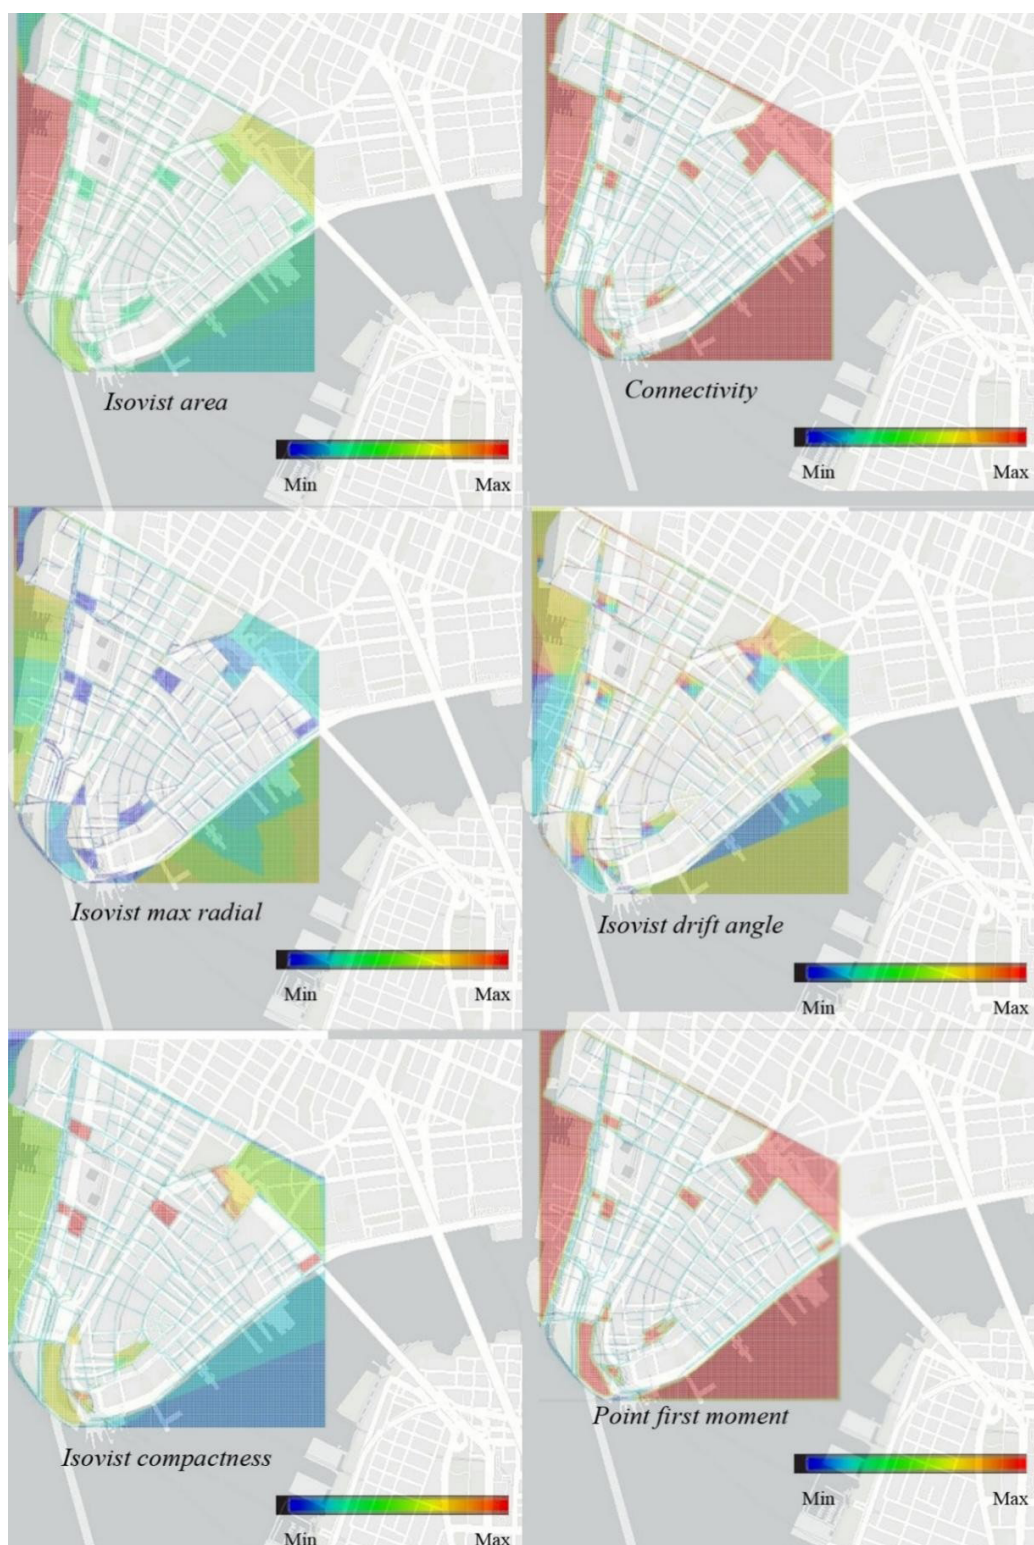 Isovist area
Min Max
Connectivity
Min Max
Isovist max radial
Min Max
Isovist drift angle
Min Max
Isovist compactness
Min Max
Point first moment
Min Max